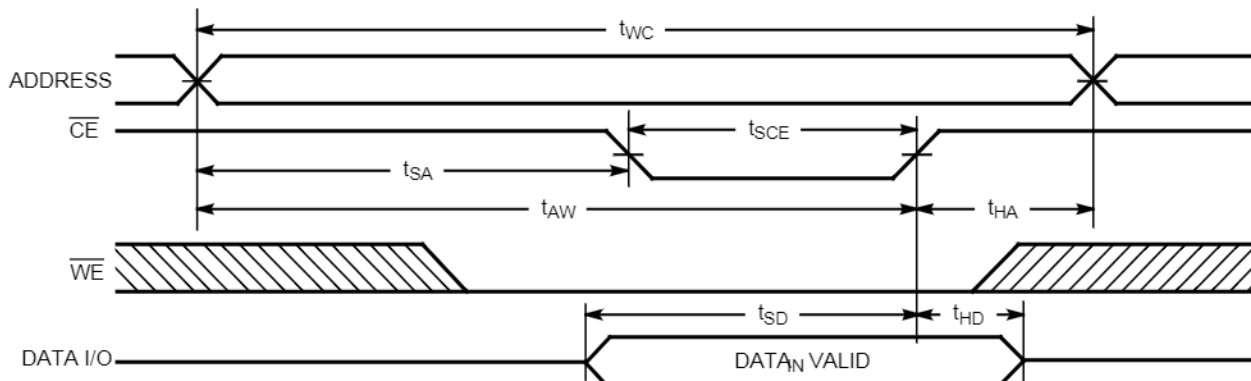 tWC
ADDRESS
CE
tSCE
tSA
tAW
tHA
WE
tSD
tHD
DATA I/O
DATAIN VALID